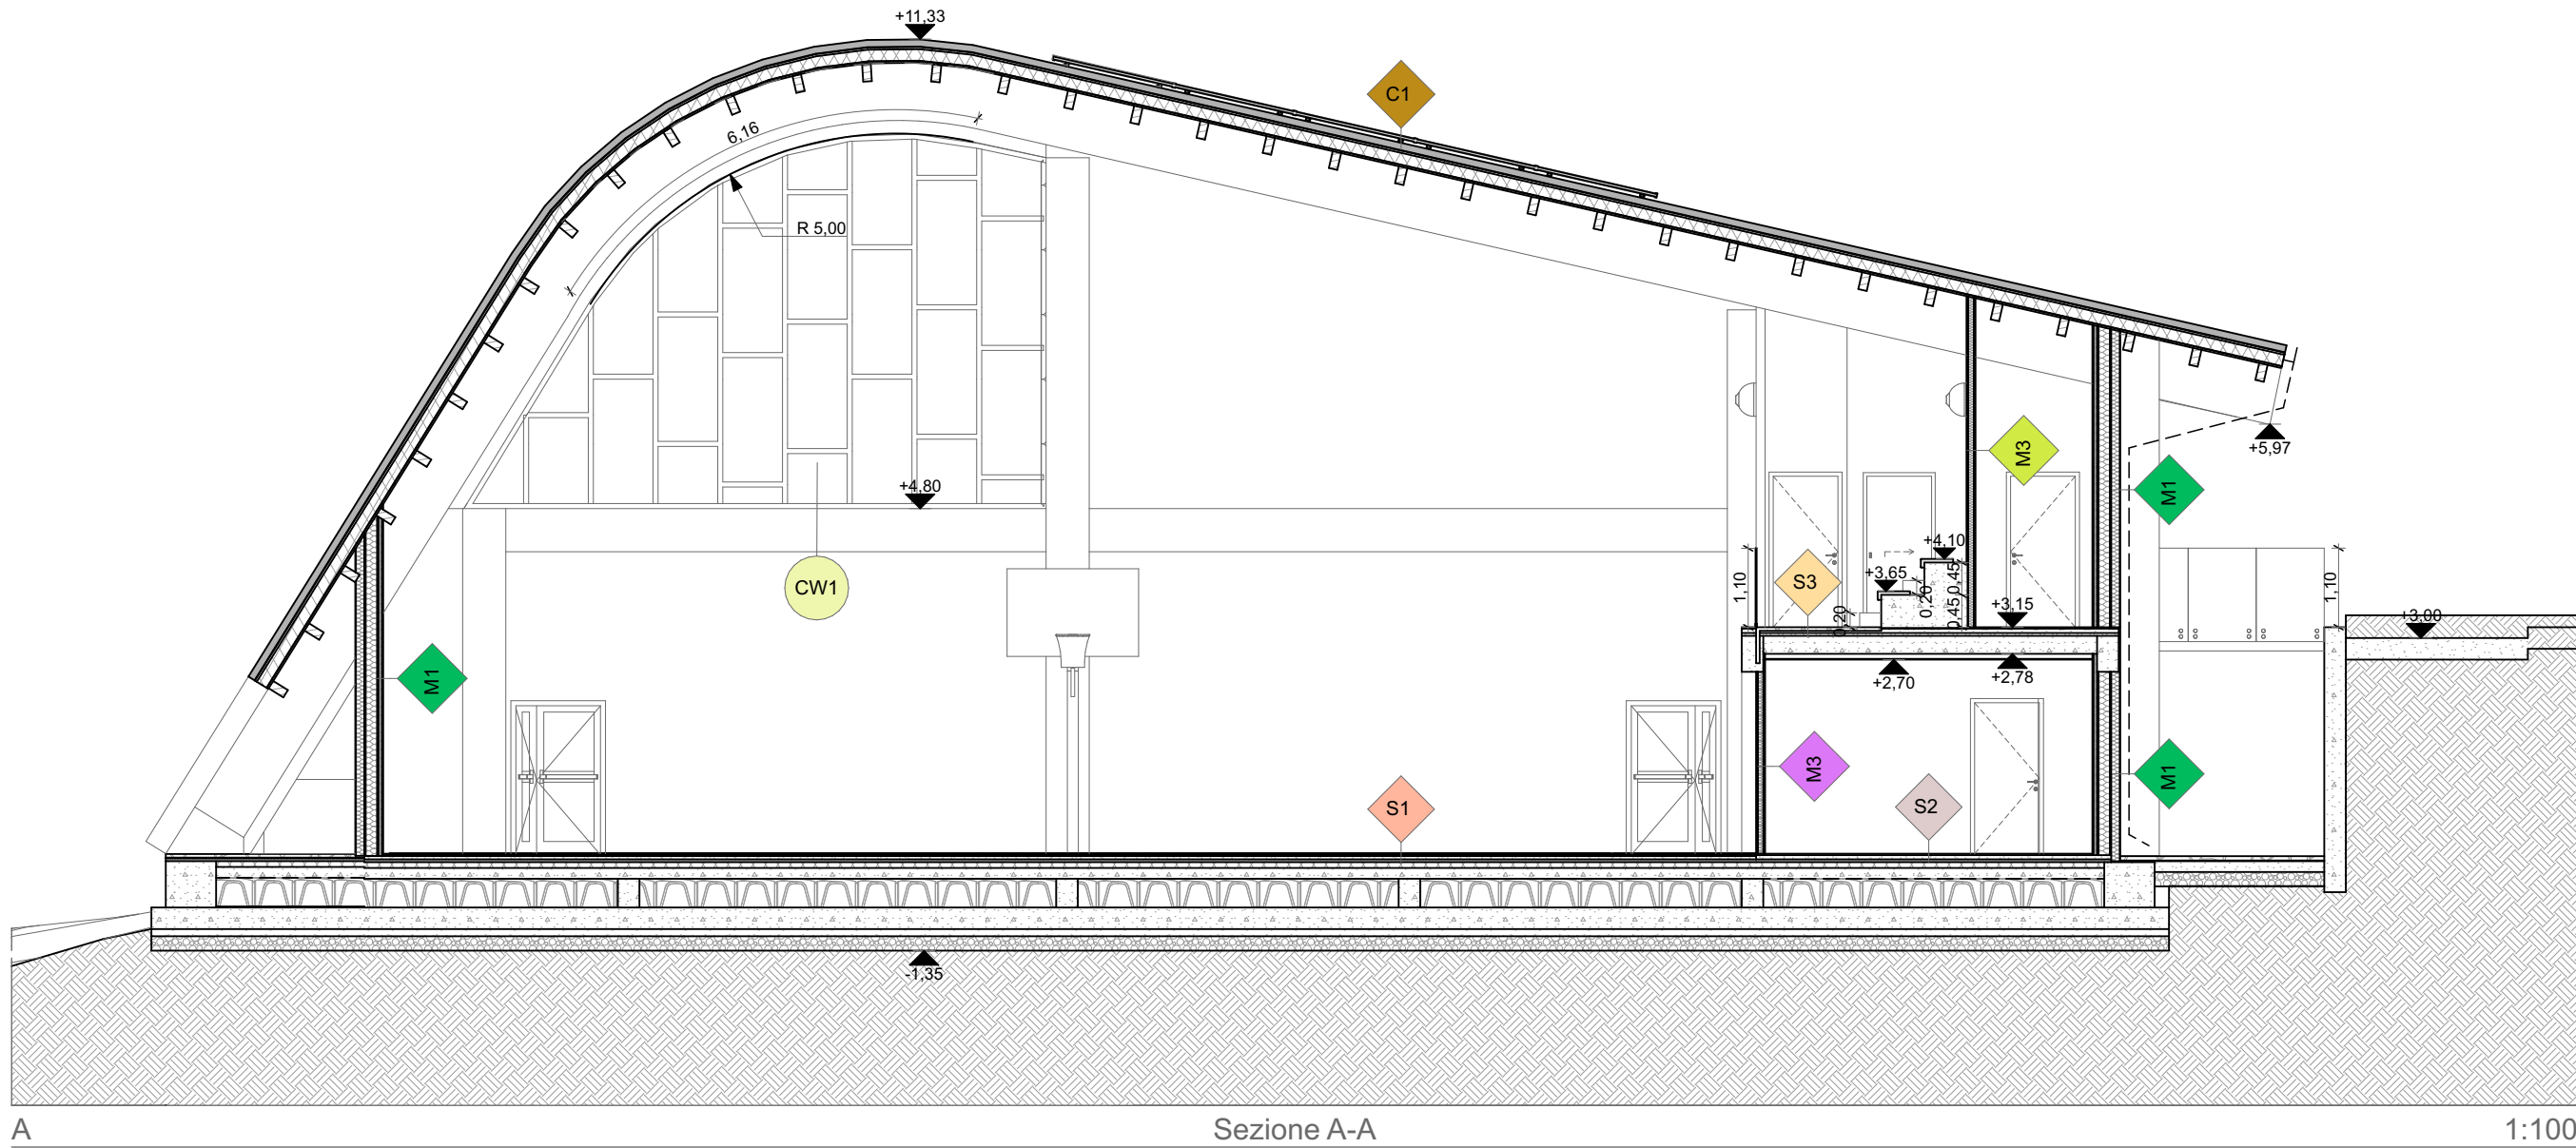 +11,33
C1
6,16
R 5,00
+5,97
M3
M1
+4,80
CW1
+4,10
+3,65
S3
1,10
0,20
0,20
0,45
0,45
+3,15
1,10
+3,00
+2,70
+2,78
M1
M3
M1
S1
S2
-1,35
A
Sezione A-A
1:100